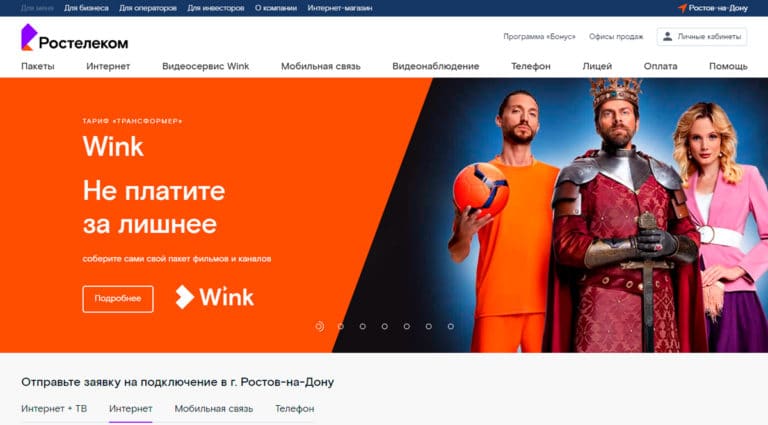 Для меня Для бизнеса Для операторов Для инвесторов О компании Интернет-магазин Ростов-на-Дону
Ростелеком Программа «Бонус» Офисы продаж Личные кабинеты
Пакеты Интернет Видеосервис Wink Мобильная связь Видеонаблюдение Телефон Лицей Оплата Помощь
ТАРИФ «ТРАНСФОРМЕР»
Wink
Не платите
за лишнее
соберите сами свой пакет фильмов и каналов
Подробнее Wink
Отправьте заявку на подключение в г. Ростов-на-Дону
Интернет + ТВ Интернет Мобильная связь Телефон